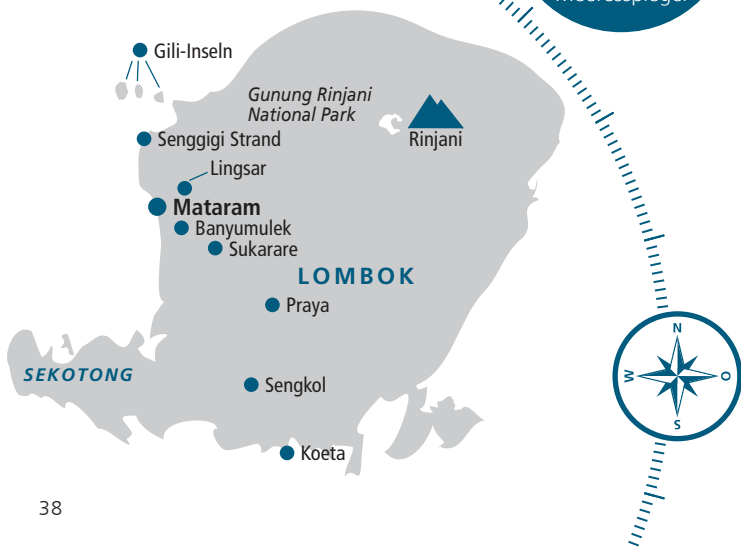 Meeresspiegel
Gili-Inseln
Gunung Rinjani
National Park
Senggigi Strand
Rinjani
Lingsar
Mataram
Banyumulek
Sukarare
LOMBOK
Praya
SEKOTONG
Sengkol
Koeta
N
W
O
S
38